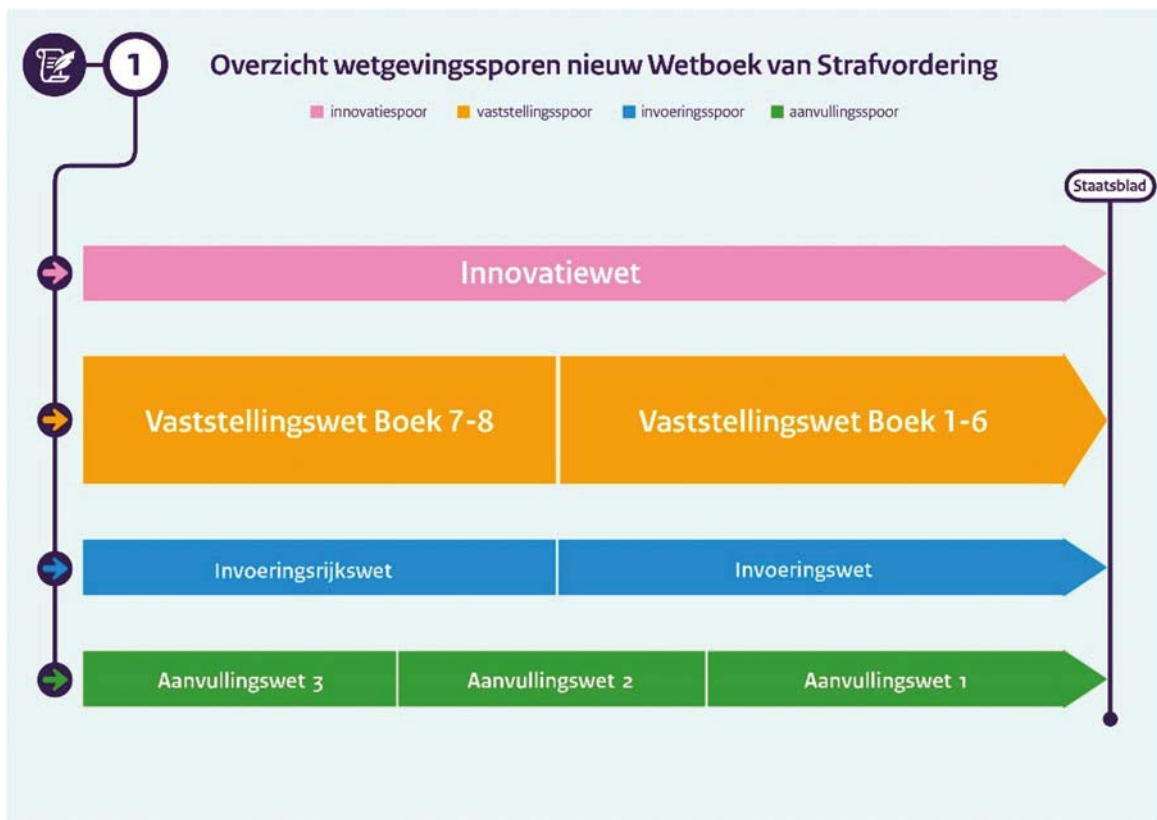 1
Overzicht wetgevingssporen nieuw Wetboek van Strafvordering
innovatiespoor vaststellingsspoor invoeringsspoor aanvullingsspoor
Staatsblad
Innovatiewet
Vaststellingswet Boek 7-8 Vaststellingswet Boek 1-6
Invoeringsrijkswet Invoeringswet
Aanvullingswet 3 Aanvullingswet 2 Aanvullingswet 1